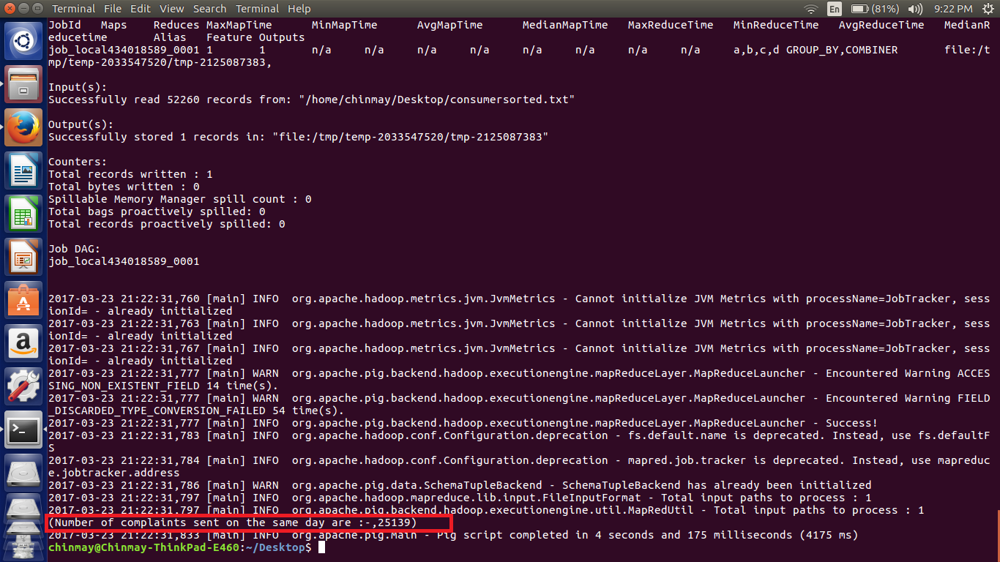 Terminal File Edit View Search Terminal Help En (81%) 9:22 PM
JobId Maps Reduces MaxMapTime MinMapTime AvgMapTime MedianMapTime MaxReduceTime MinReduceTime AvgReduceTime MedianR
educetime Alias Feature Outputs
job_local434018589_0001 1 1 n/a n/a n/a n/a n/a n/a n/a n/a a,b,c,d GROUP_BY,COMBINER file:/t
mp/temp-2033547520/tmp-2125087383,
Input(s):
Successfully read 52260 records from: "/home/chinmay/Desktop/consumersorted.txt"
Output(s):
Successfully stored 1 records in: "file:/tmp/temp-2033547520/tmp-2125087383"
Counters:
Total records written : 1
Total bytes written : 0
Spillable Memory Manager spill count : 0
Total bags proactively spilled: 0
Total records proactively spilled: 0
Job DAG:
job_local434018589_0001
2017-03-23 21:22:31,760 [main] INFO  org.apache.hadoop.metrics.jvm.JvmMetrics - Cannot initialize JVM Metrics with processName=JobTracker, sess
ionId= - already initialized
2017-03-23 21:22:31,763 [main] INFO  org.apache.hadoop.metrics.jvm.JvmMetrics - Cannot initialize JVM Metrics with processName=JobTracker, sess
ionId= - already initialized
2017-03-23 21:22:31,767 [main] INFO  org.apache.hadoop.metrics.jvm.JvmMetrics - Cannot initialize JVM Metrics with processName=JobTracker, sess
ionId= - already initialized
2017-03-23 21:22:31,777 [main] WARN  org.apache.pig.backend.hadoop.executionengine.mapReduceLayer.MapReduceLauncher - Encountered Warning ACCES
SING_NON_EXISTENT_FIELD 14 time(s).
2017-03-23 21:22:31,777 [main] WARN  org.apache.pig.backend.hadoop.executionengine.mapReduceLayer.MapReduceLauncher - Encountered Warning FIELD
_DISCARDED_TYPE_CONVERSION_FAILED 54 time(s).
2017-03-23 21:22:31,777 [main] INFO  org.apache.pig.backend.hadoop.executionengine.mapReduceLayer.MapReduceLauncher - Success!
2017-03-23 21:22:31,783 [main] INFO  org.apache.hadoop.conf.Configuration.deprecation - fs.default.name is deprecated. Instead, use fs.defaultF
S
2017-03-23 21:22:31,784 [main] INFO  org.apache.hadoop.conf.Configuration.deprecation - mapred.job.tracker is deprecated. Instead, use mapreduc
e.jobtracker.address
2017-03-23 21:22:31,786 [main] WARN  org.apache.pig.data.SchemaTupleBackend - SchemaTupleBackend has already been initialized
2017-03-23 21:22:31,797 [main] INFO  org.apache.hadoop.mapreduce.lib.input.FileInputFormat - Total input paths to process : 1
2017-03-23 21:22:31,797 [main] INFO  org.apache.pig.backend.hadoop.executionengine.util.MapRedUtil - Total input paths to process : 1
(Number of complaints sent on the same day are :-,25139)
2017-03-23 21:22:31,833 [main] INFO  org.apache.pig.Main - Pig script completed in 4 seconds and 175 milliseconds (4175 ms)
chinmay@Chinmay-ThinkPad-E460:~/Desktop$